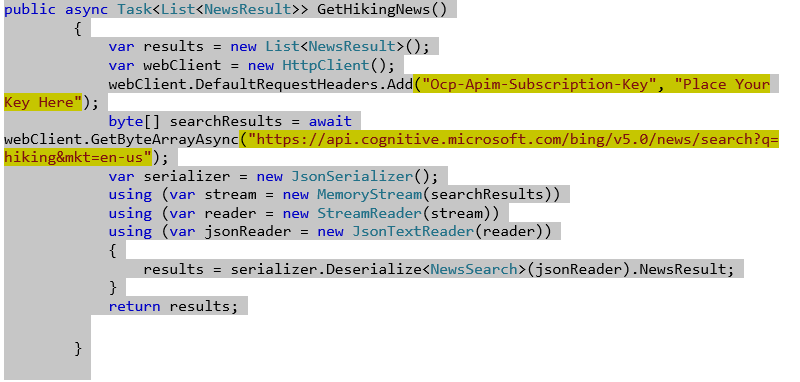 public async Task<List<NewsResult>> GetHikingNews()
{
var results = new List<NewsResult>();
var webClient = new HttpClient();
webClient.DefaultRequestHeaders.Add("Ocp-Apim-Subscription-Key", "Place Your
Key Here");
byte[] searchResults = await
webClient.GetByteArrayAsync("https://api.cognitive.microsoft.com/bing/v5.0/news/search?q=
hiking&mkt=en-us");
var serializer = new JsonSerializer();
using (var stream = new MemoryStream(searchResults))
using (var reader = new StreamReader(stream))
using (var jsonReader = new JsonTextReader(reader))
{
results = serializer.Deserialize<NewsSearch>(jsonReader).NewsResult;
}
return results;
}